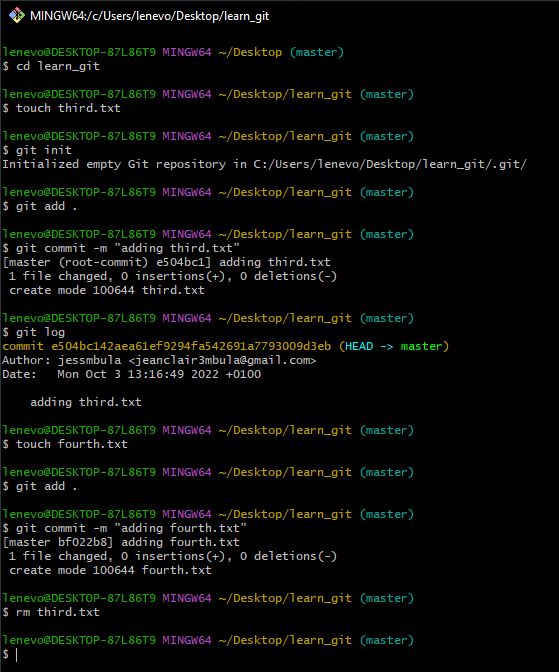 MINGW64:/c/Users/lenevo/Desktop/learn_git
lenevo@DESKTOP-87L86T9 MINGW64 ~/Desktop (master)
$ cd learn_git
lenevo@DESKTOP-87L86T9 MINGW64 ~/Desktop/learn_git (master)
$ touch third.txt
lenevo@DESKTOP-87L86T9 MINGW64 ~/Desktop/learn_git (master)
$ git init
Initialized empty Git repository in C:/Users/lenevo/Desktop/learn_git/.git/
lenevo@DESKTOP-87L86T9 MINGW64 ~/Desktop/learn_git (master)
$ git add .
lenevo@DESKTOP-87L86T9 MINGW64 ~/Desktop/learn_git (master)
$ git commit -m "adding third.txt"
[master (root-commit) e504bc1] adding third.txt
 1 file changed, 0 insertions(+), 0 deletions(-)
 create mode 100644 third.txt
lenevo@DESKTOP-87L86T9 MINGW64 ~/Desktop/learn_git (master)
$ git log
commit e504bc142aea61ef9294fa542691a7793009d3eb (HEAD -> master)
Author: jessmbula <jeanclair3mbula@gmail.com>
Date:   Mon Oct 3 13:16:49 2022 +0100
    adding third.txt
lenevo@DESKTOP-87L86T9 MINGW64 ~/Desktop/learn_git (master)
$ touch fourth.txt
lenevo@DESKTOP-87L86T9 MINGW64 ~/Desktop/learn_git (master)
$ git add .
lenevo@DESKTOP-87L86T9 MINGW64 ~/Desktop/learn_git (master)
$ git commit -m "adding fourth.txt"
[master bf022b8] adding fourth.txt
 1 file changed, 0 insertions(+), 0 deletions(-)
 create mode 100644 fourth.txt
lenevo@DESKTOP-87L86T9 MINGW64 ~/Desktop/learn_git (master)
$ rm third.txt
lenevo@DESKTOP-87L86T9 MINGW64 ~/Desktop/learn_git (master)
$